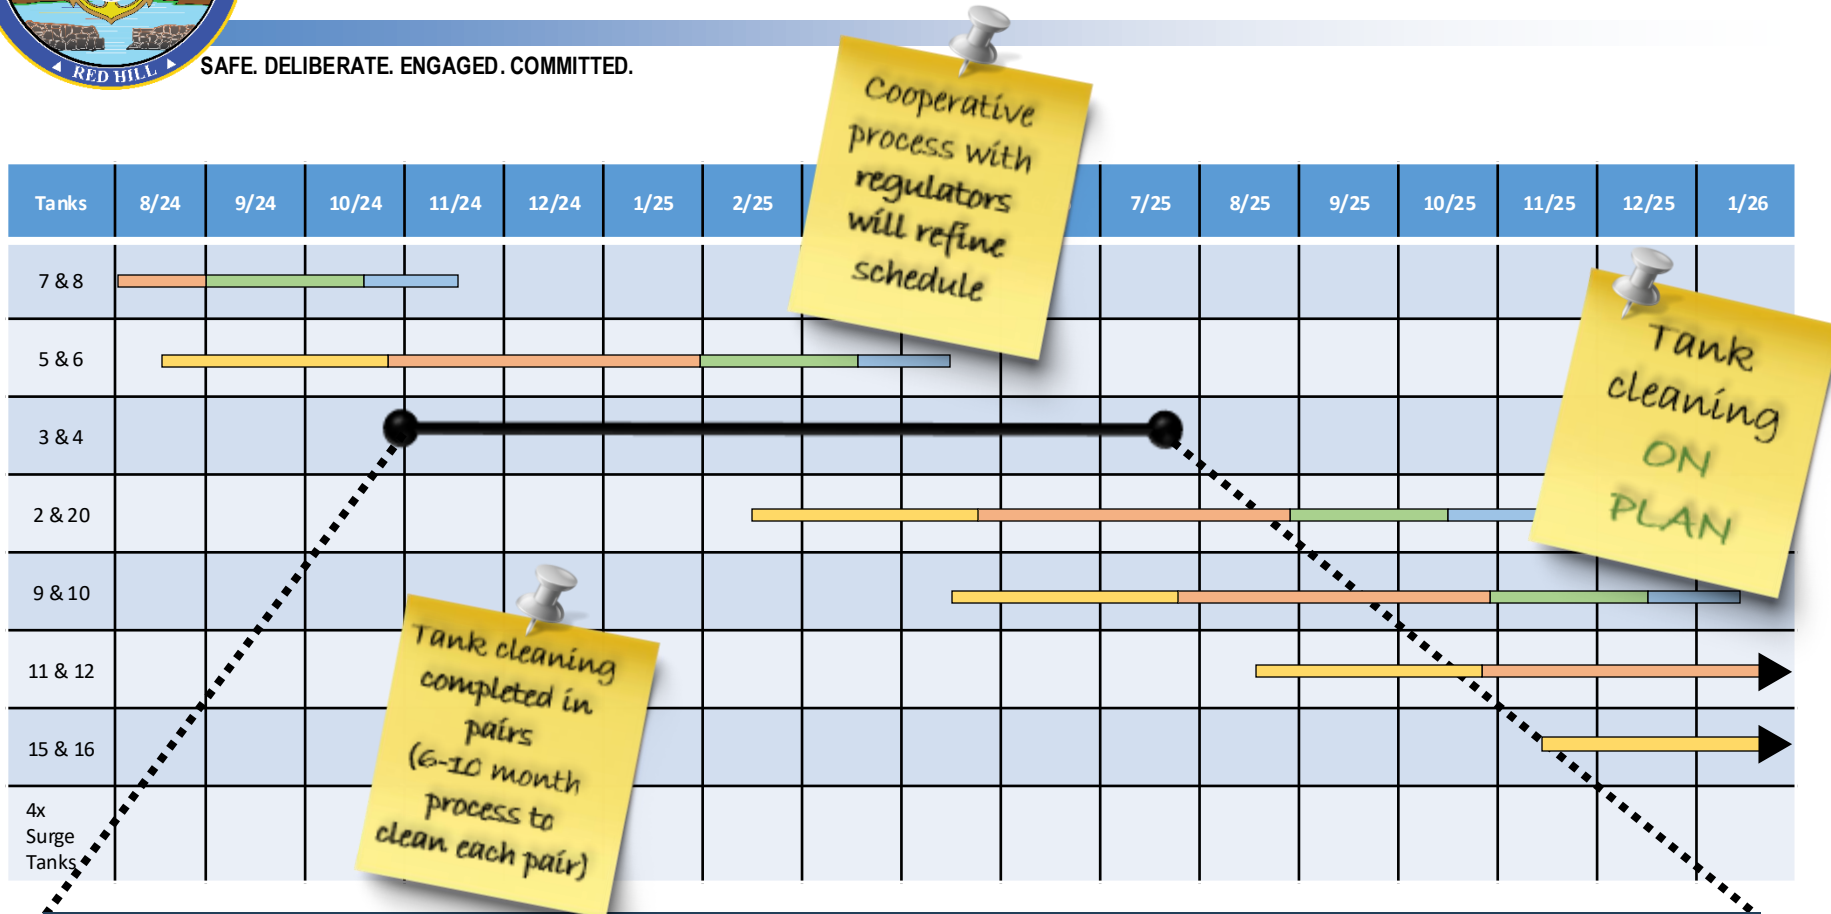 RED HILL
SAFE. DELIBERATE. ENGAGED. COMMITTED.
Cooperative
process with
regulators
will refine
schedule
Tanks 8/24 9/24 10/24 11/24 12/24 1/25 2/25 7/25 8/25 9/25 10/25 11/25 12/25 1/26
7 & 8
5 & 6
3 & 4
2 & 20
9 & 10
11 & 12
15 & 16
4x
Surge
Tanks
Tank
cleaning
ON
PLAN
Tank cleaning
completed in
pairs
(6-10 month
process to
clean each pair)